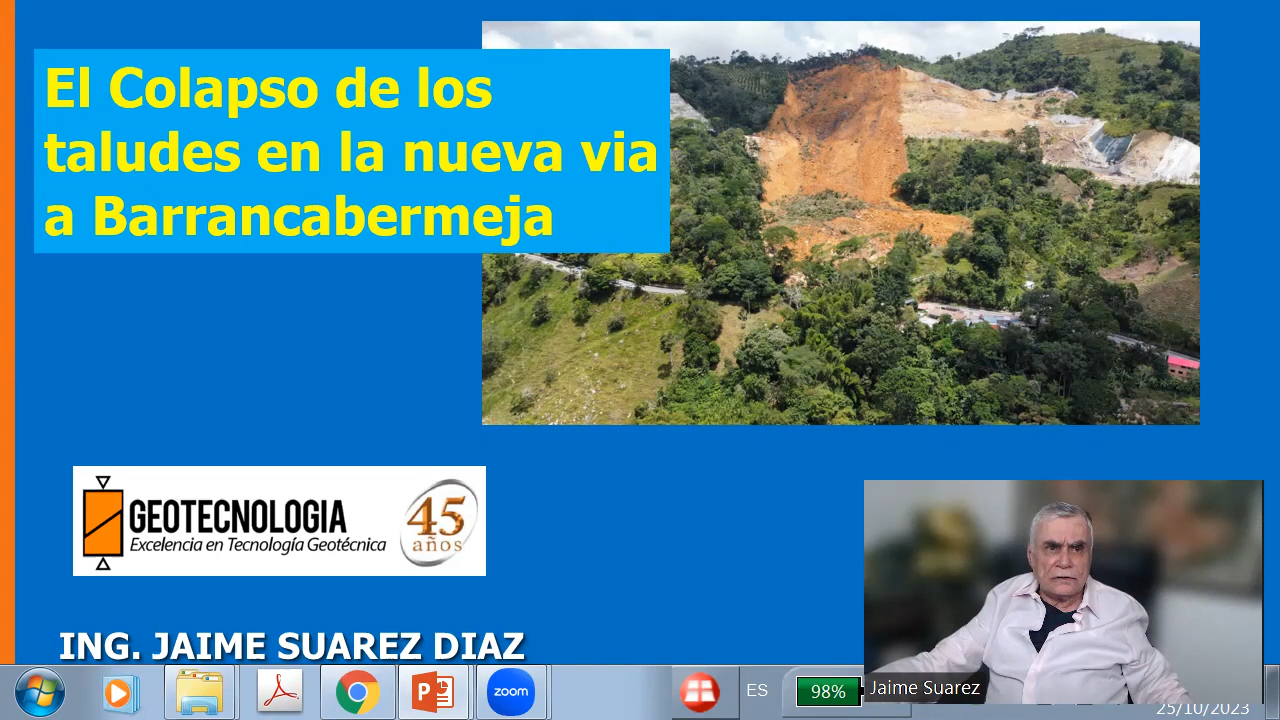 El Colapso de los
taludes en la nueva via
a Barrancabermeja
GEOTECNOLOGIA
Excelencia en Tecnología Geotécnica
45
años
ING. JAIME SUAREZ DIAZ
zoom
ES
98%
Jaime Suarez
25/10/2023